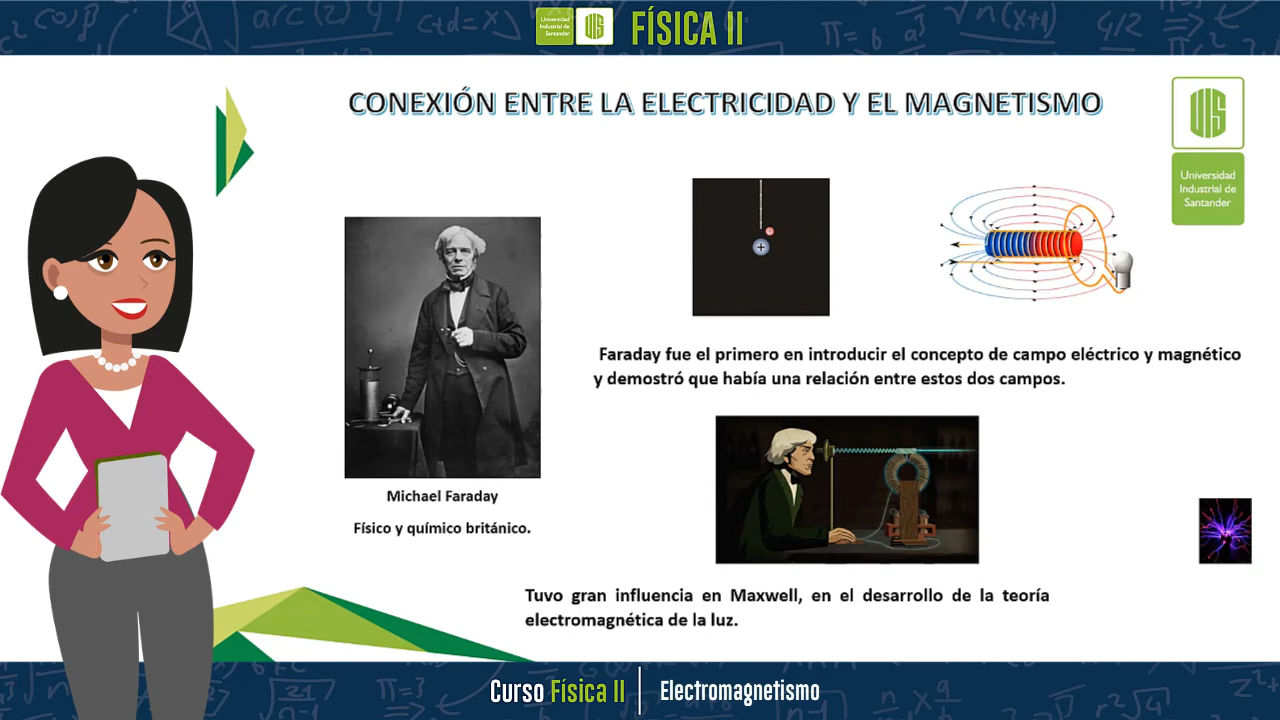 Universidad
Industrial de
Santander
UIS
FÍSICA II
CONEXIÓN ENTRE LA ELECTRICIDAD Y EL MAGNETISMO
UIS
Universidad
Industrial de
Santander
Faraday fue el primero en introducir el concepto de campo eléctrico y magnético
y demostró que había una relación entre estos dos campos.
Michael Faraday
Físico y químico británico.
Tuvo gran influencia en Maxwell, en el desarrollo de la teoría
electromagnética de la luz.
Curso Física II
Electromagnetismo